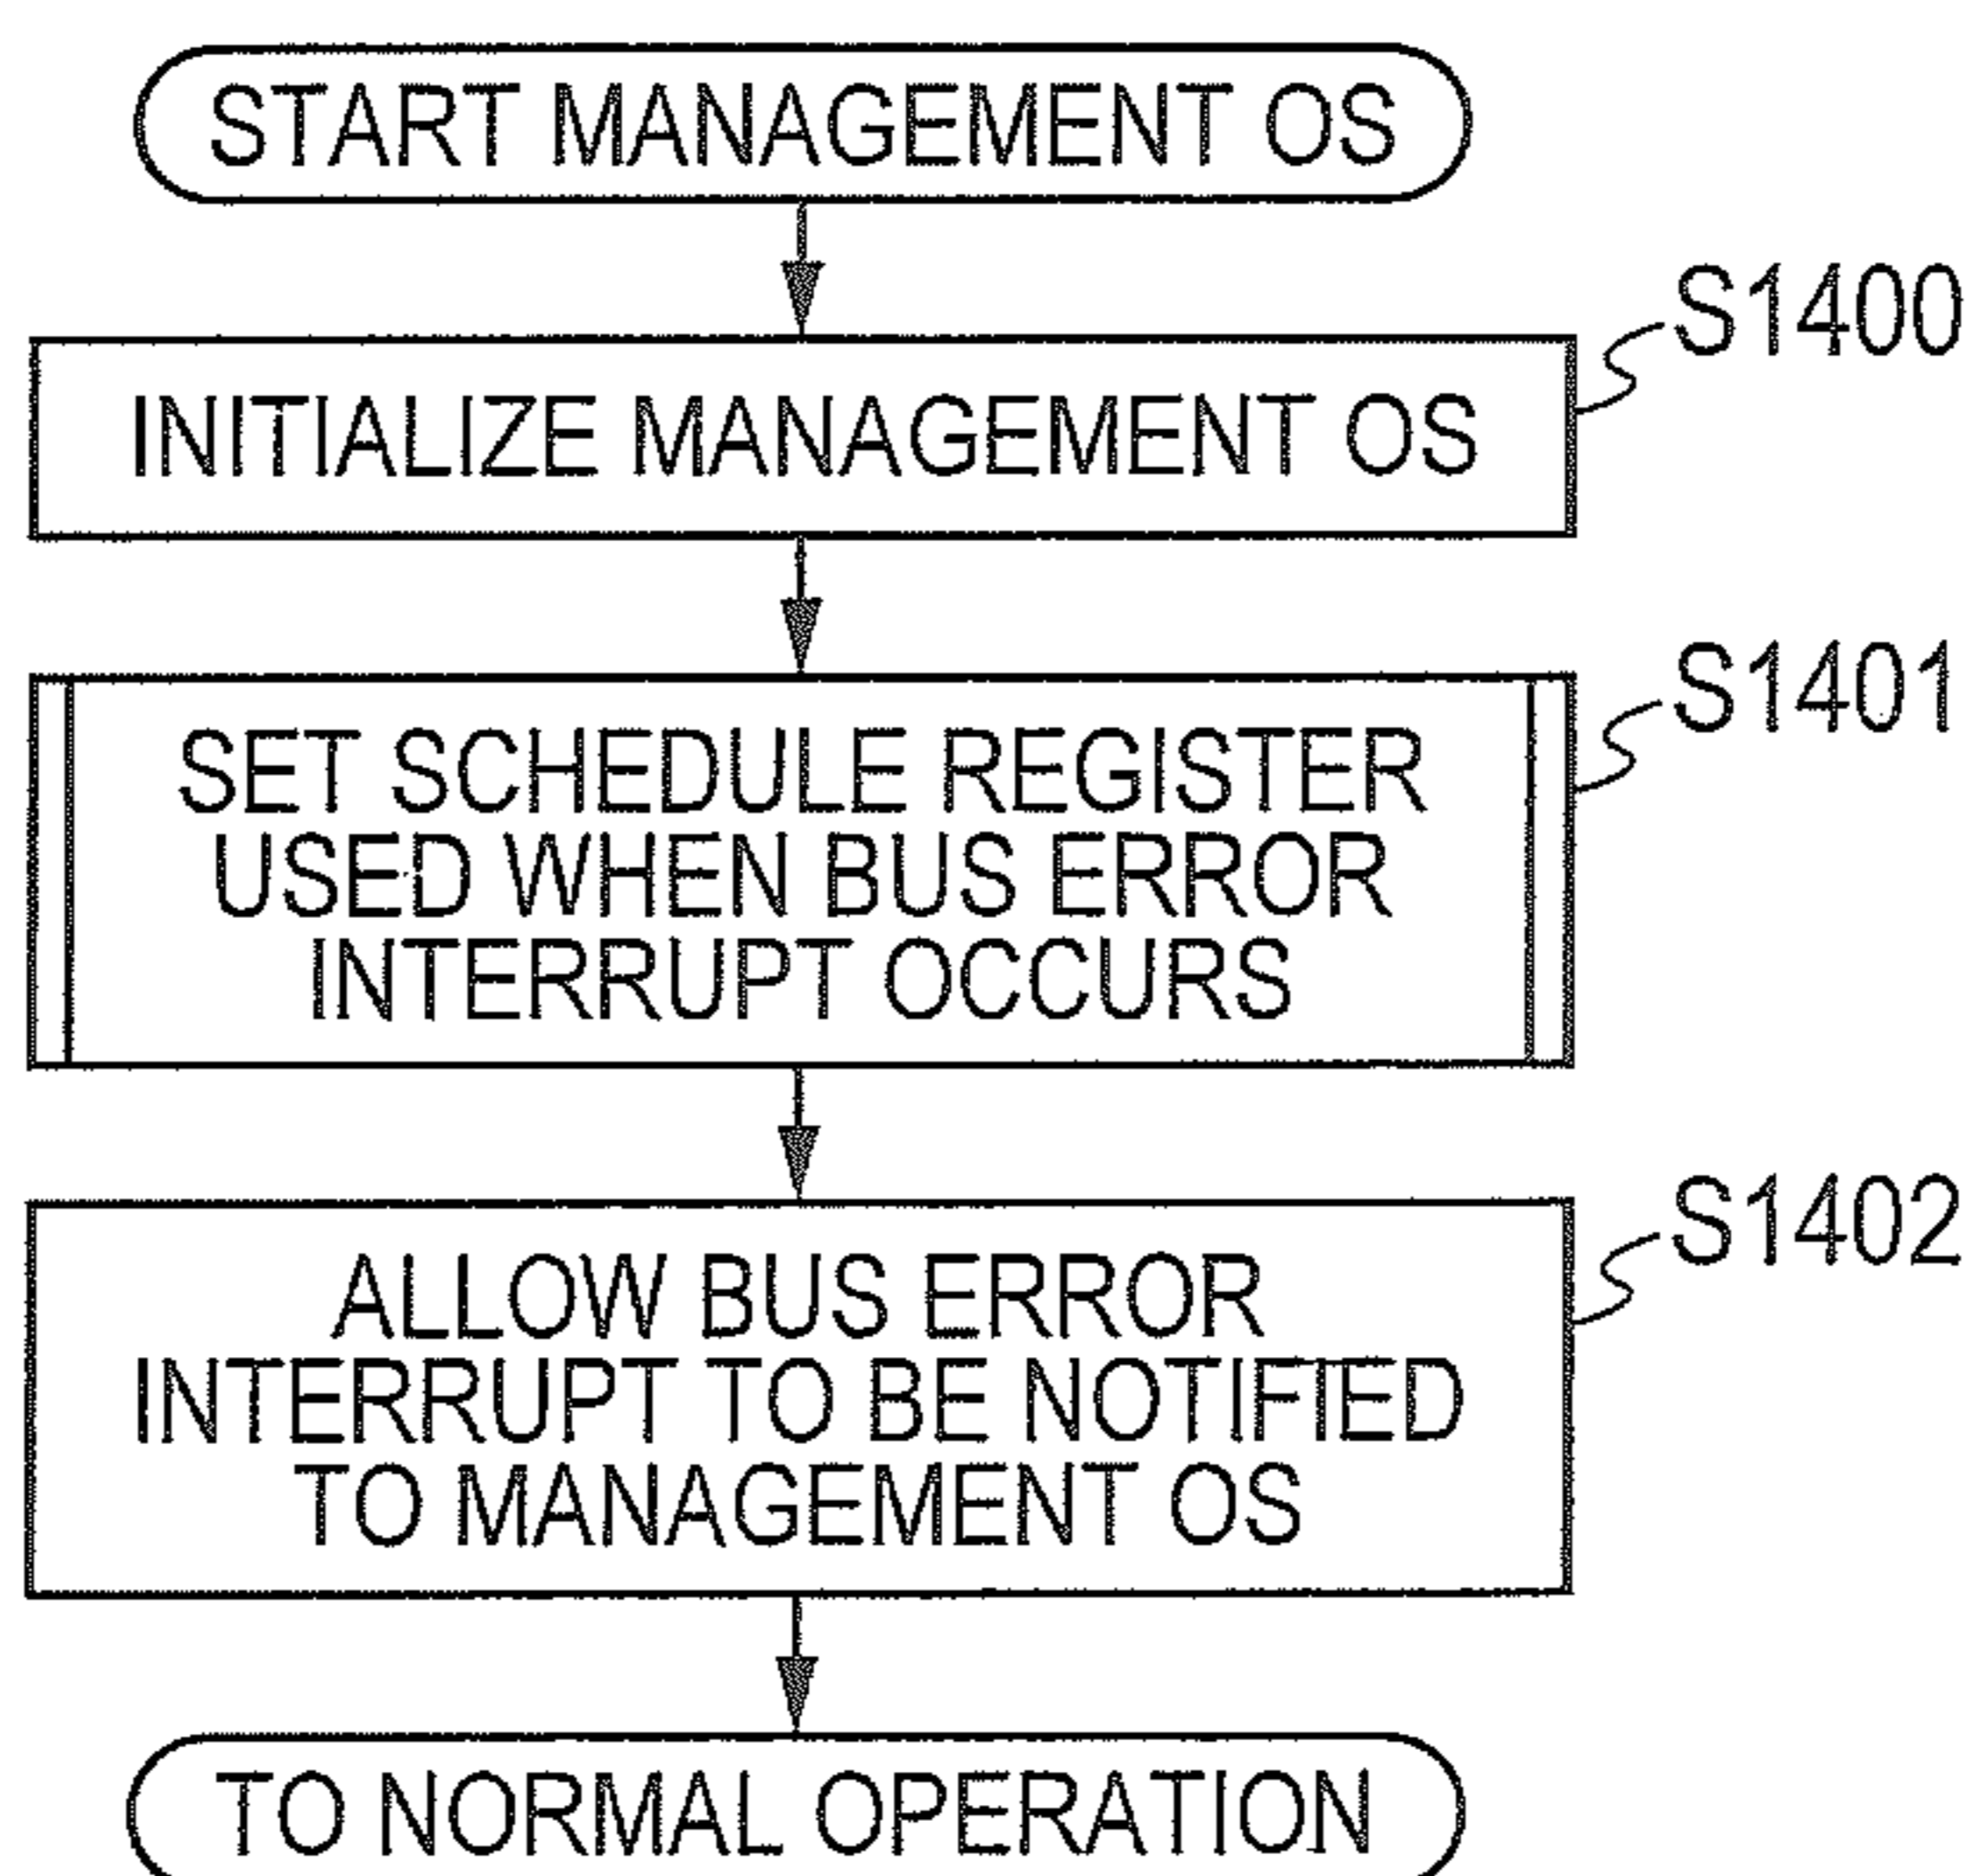 START MANAGEMENT OS
S1400
INITIALIZE MANAGEMENT OS
S1401
SET SCHEDULE REGISTER
USED WHEN BUS ERROR
INTERRUPT OCCURS
S1402
ALLOW BUS ERROR
INTERRUPT TO BE NOTIFIED
TO MANAGEMENT OS
TO NORMAL OPERATION